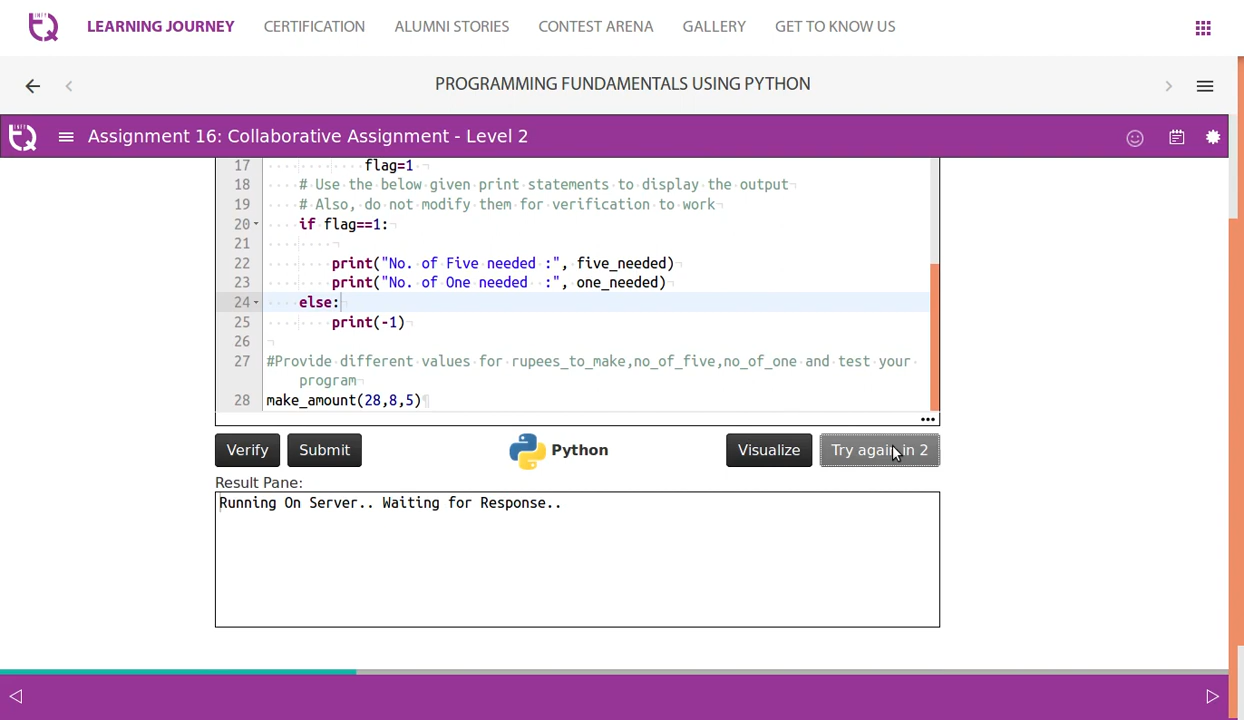 LEARNING JOURNEY CERTIFICATION ALUMNI STORIES CONTEST ARENA GALLERY GET TO KNOW US
PROGRAMMING FUNDAMENTALS USING PYTHON
Assignment 16: Collaborative Assignment - Level 2
17 flag=1
18 # Use the below given print statements to display the output
19 # Also, do not modify them for verification to work
20 if flag==1:
21
22 print("No. of Five needed :", five_needed)
23 print("No. of One needed  :", one_needed)
24 else:
25 print(-1)
26
27 #Provide different values for rupees_to_make,no_of_five,no_of_one and test your
program
28 make_amount(28,8,5)
Verify Submit Python Visualize Try again in 2
Result Pane:
Running On Server.. Waiting for Response..